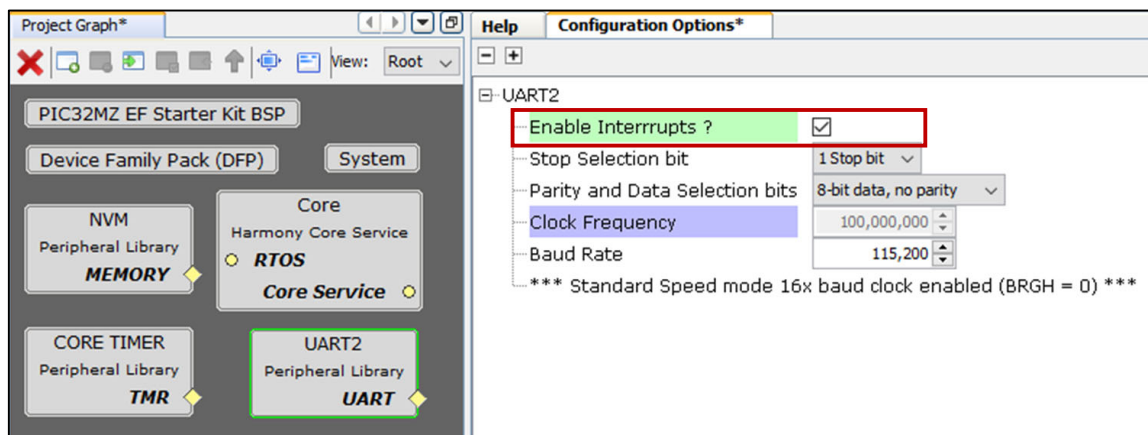 Project Graph*
View: Root
PIC32MZ EF Starter Kit BSP
Device Family Pack (DFP)
System
NVM
Peripheral Library
MEMORY
Core
Harmony Core Service
RTOS
Core Service
CORE TIMER
Peripheral Library
TMR
UART2
Peripheral Library
UART
Help
Configuration Options*
UART2
Enable Interrrupts ?
Stop Selection bit 1 Stop bit
Parity and Data Selection bits 8-bit data, no parity
Clock Frequency 100,000,000
Baud Rate 115,200
*** Standard Speed mode 16x baud clock enabled (BRGH = 0) ***